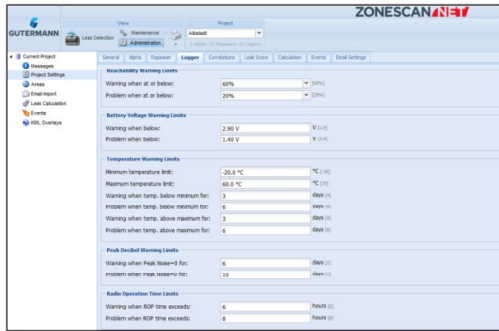 ZONESCAN NET
GUTERMANN
View
Project
Leak Detection
Maintenance
Administration
Albaladt
Current Project
Messages
Project Settings
Areas
Email Import
Leak Calculation
Events
KML Overlays
General Alpha Repeater Logger Correlations Leak Score Calculation Events Email Settings
Reachability Warning Limits
Warning when at or below: 60%
Problem when at or below: 20%
Battery Voltage Warning Limits
Warning when below: 2.90 V V
Problem when below: 1.40 V V
Temperature Warning Limits
Minimum temperature limit: -20.0 °C °C
Maximum temperature limit: 60.0 °C °C
Warning when temp. below minimum for: 3 days
Problem when temp. below minimum for: 6 days
Warning when temp. above maximum for: 3 days
Problem when temp. above maximum for: 6 days
Peak Decibel Warning Limits
Warning when Peak Noise=0 for: 6 days
Problem when Peak Noise=0 for: 10 days
Radio Operation Time Limits
Warning when ROP time exceeds: 6 hours
Problem when ROP time exceeds: 8 hours